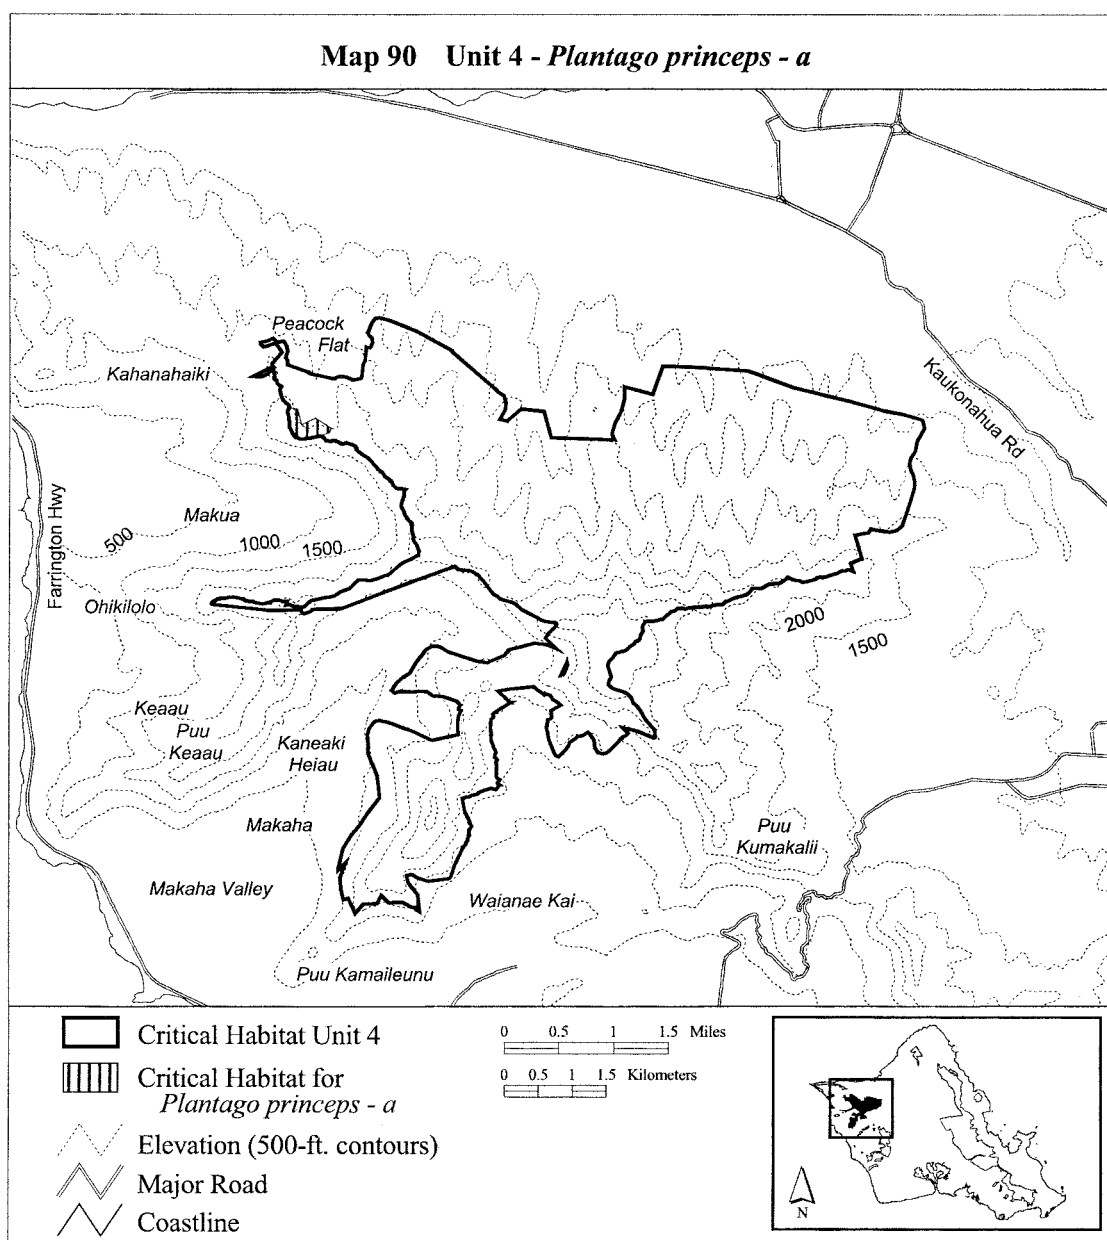 Map 90 Unit 4 - Plantago princeps - a
Peacock
Flat
Kahanahaiki
Kaukonahua Rd
Farrington Hwy
Makua
500
1000
1500
Ohikilolo
2000
1500
Keaau
Puu
Keaau
Kaneaki
Heiau
Makaha
Puu
Kumakalii
Makaha Valley
Waianae Kai
Puu Kamaileunu
Critical Habitat Unit 4
Critical Habitat for
Plantago princeps - a
Elevation (500-ft. contours)
Major Road
Coastline
0 0.5 1 1.5 Miles
0 0.5 1 1.5 Kilometers
N